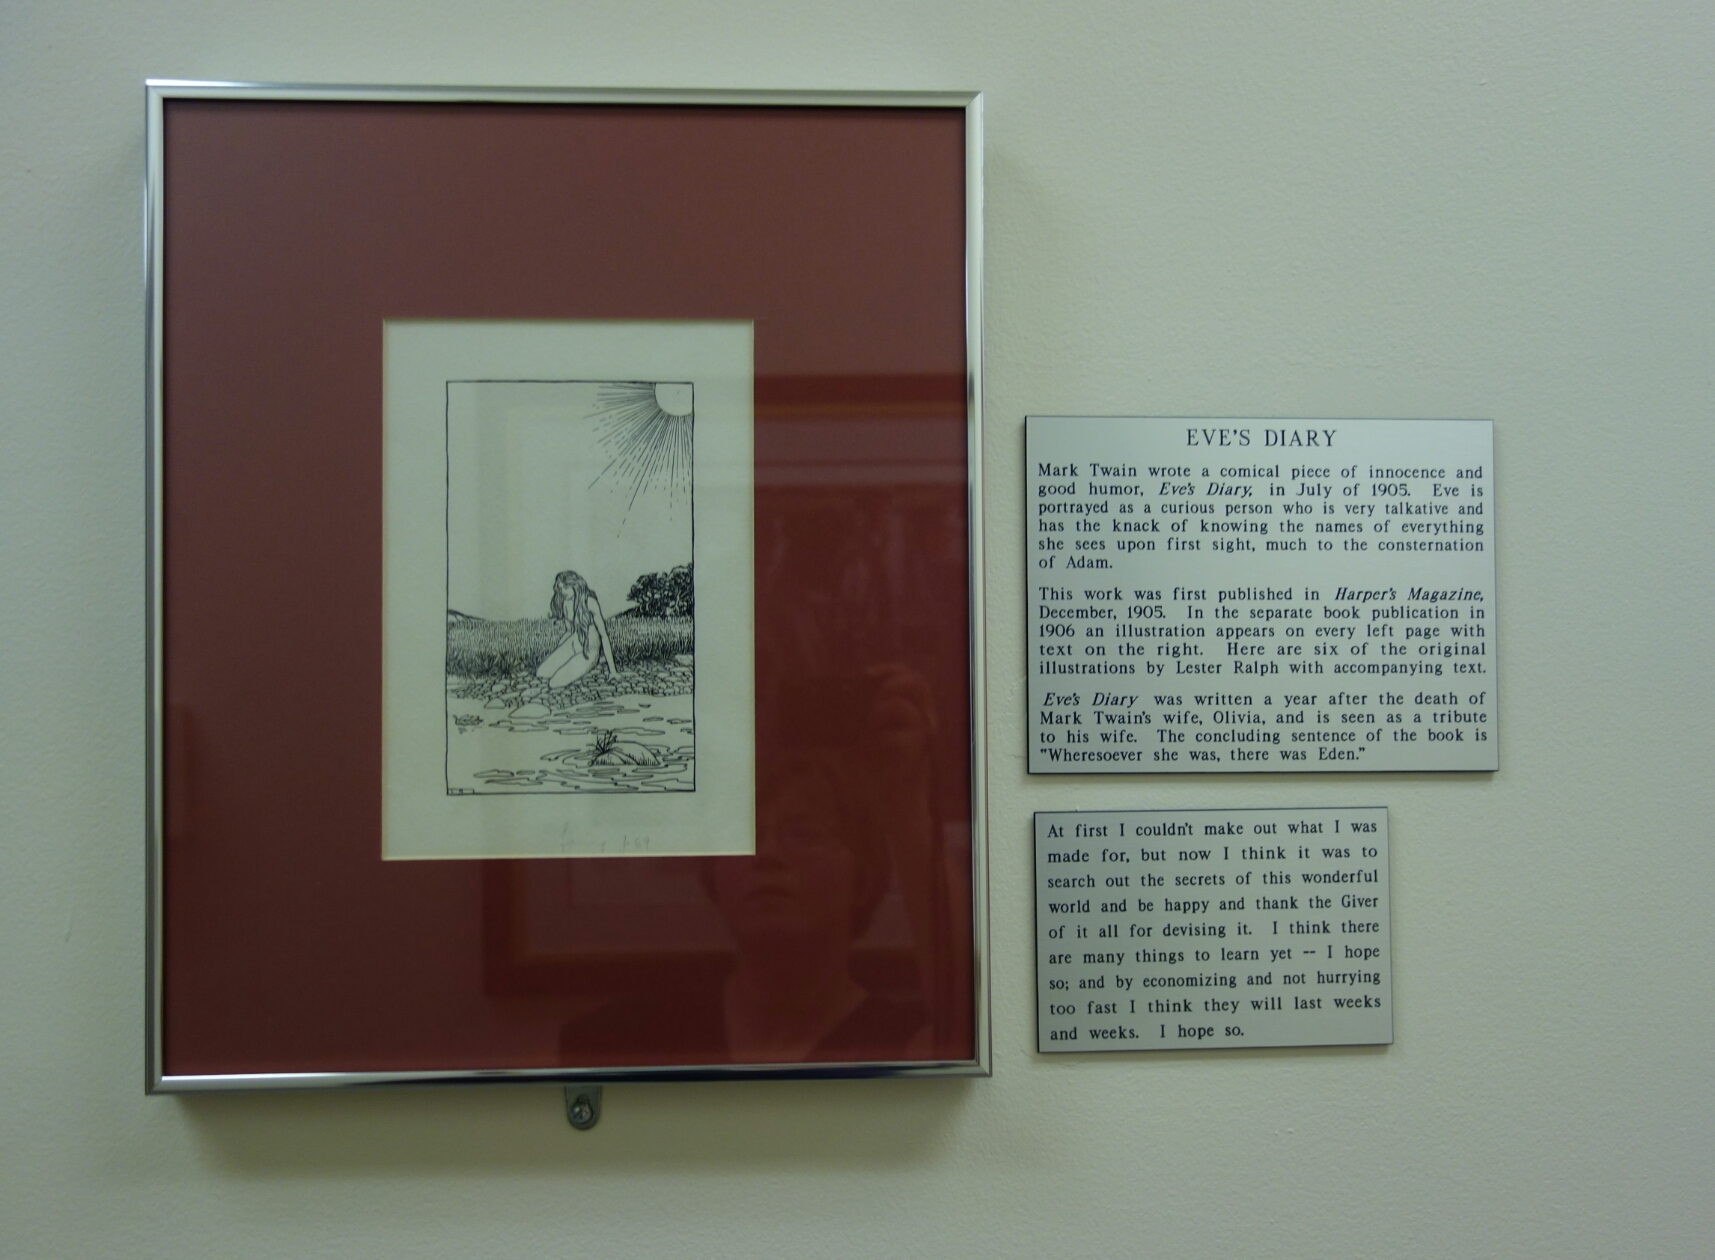 EVE'S DIARY
Mark Twain wrote a comical piece of innocence and
good humor, Eve's Diary, in July of 1905. Eve is
portrayed as a curious person who is very talkative and
has the knack of knowing the names of everything
she sees upon first sight, much to the consternation
of Adam.
This work was first published in Harper's Magazine,
December, 1905. In the separate book publication in
1906 an illustration appears on every left page with
text on the right. Here are six of the original
illustrations by Lester Ralph with accompanying text.
Eve's Diary was written a year after the death of
Mark Twain's wife, Olivia, and is seen as a tribute
to his wife. The concluding sentence of the book is
"Wheresoever she was, there was Eden."
At first I couldn't make out what I was
made for, but now I think it was to
search out the secrets of this wonderful
world and be happy and thank the Giver
of it all for devising it. I think there
are many things to learn yet -- I hope
so; and by economizing and not hurrying
too fast I think they will last weeks
and weeks. I hope so.